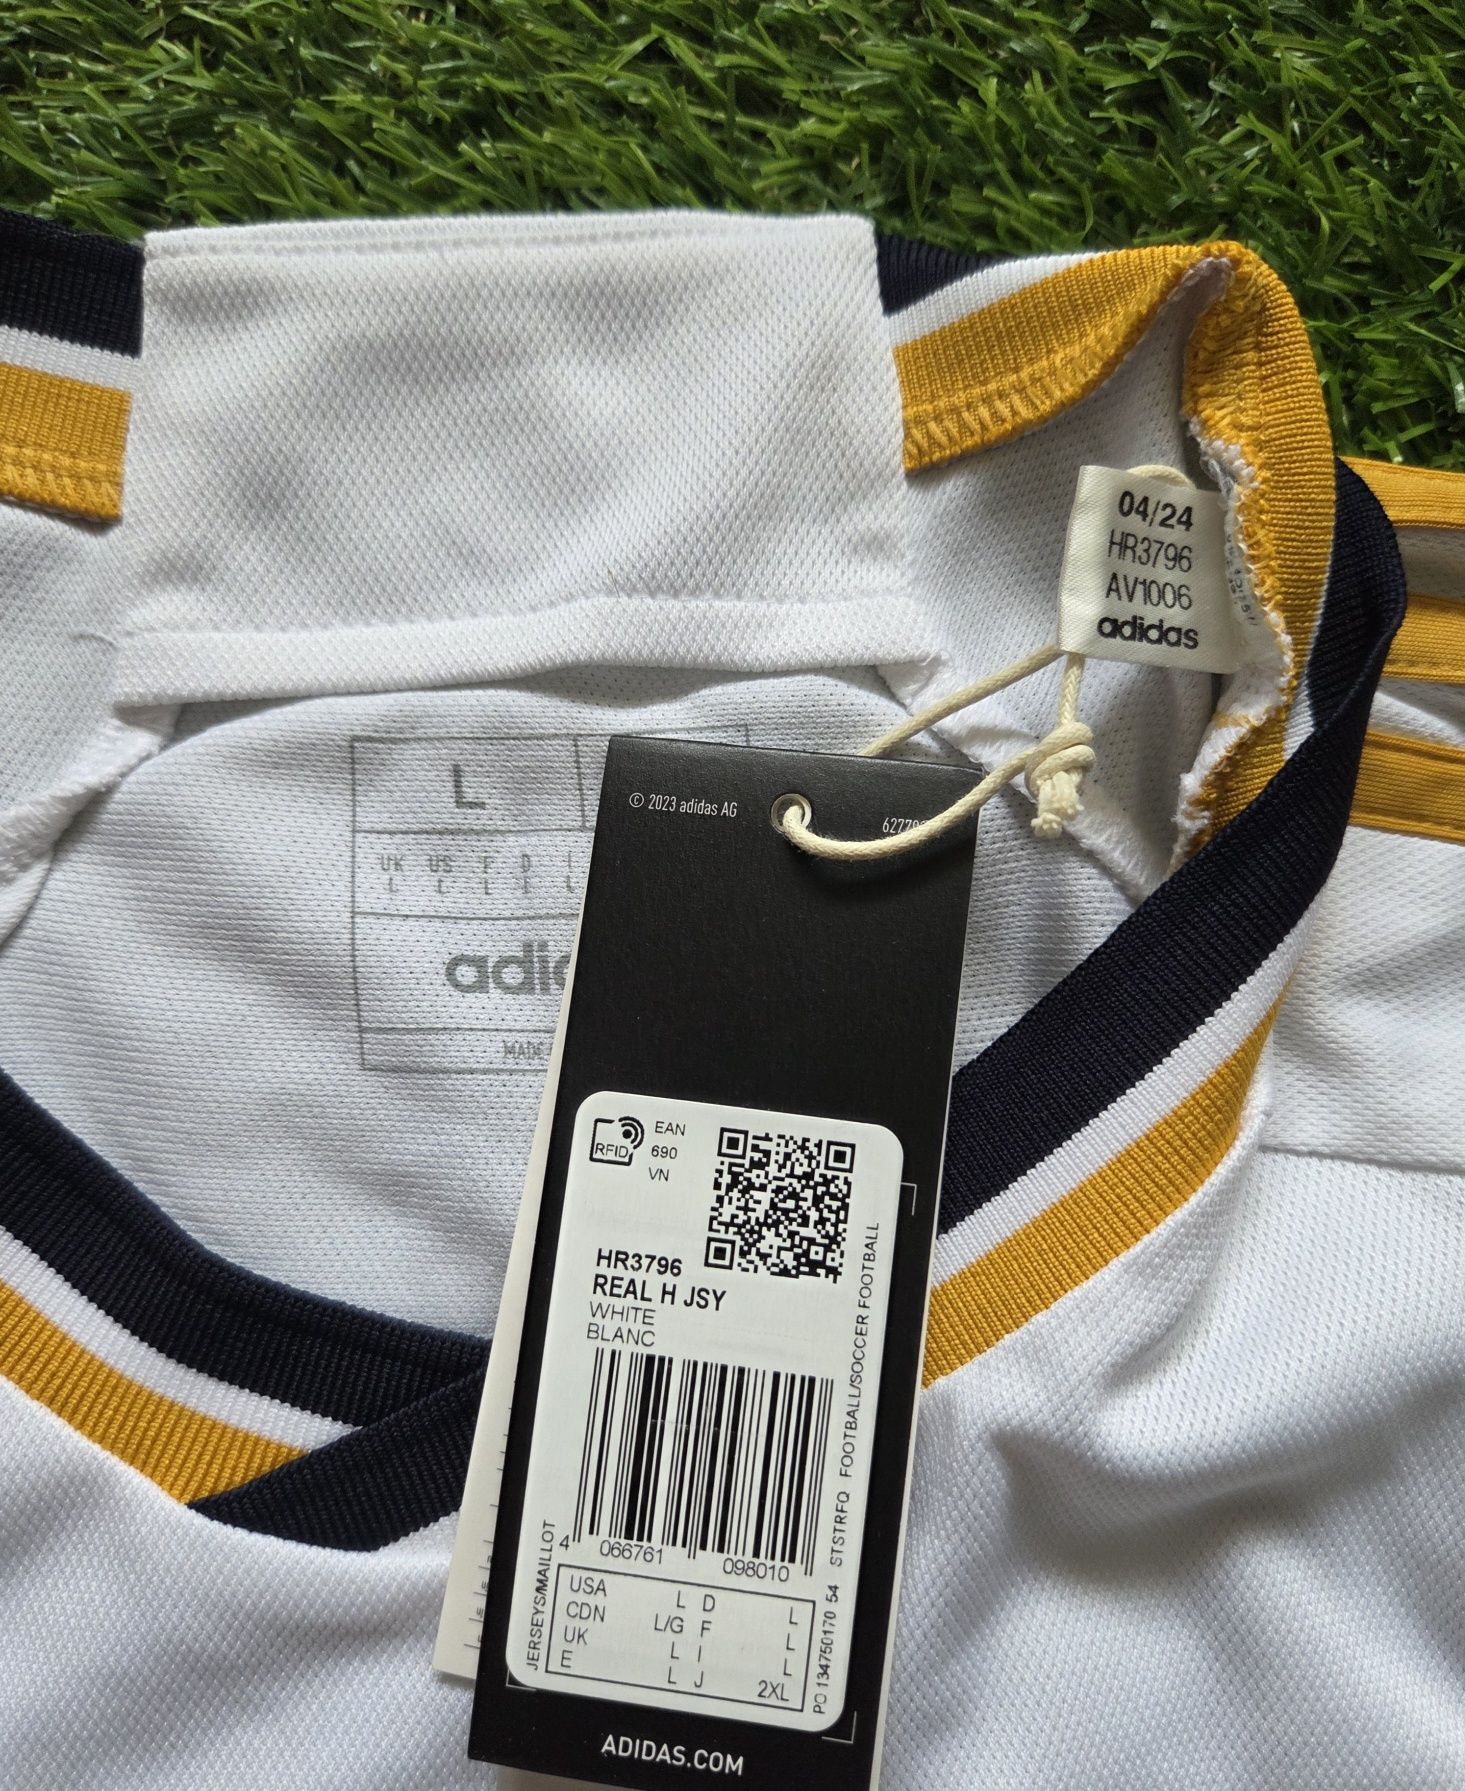 04/24
HR3796
AV1006
adidas
L
UK US F D
L L L L
MADE
© 2023 adidas AG
RFID
EAN
690
VN
HR3796
REAL H JSY
WHITE
BLANC
4 066761 098010
JERSEYS/MAILLOT
STSTRFQ FOOTBALL/SOCCER FOOTBALL
PO 134750170 54
USA L D L
CDN L/G F L
UK L I L
E L J 2XL
ADIDAS.COM